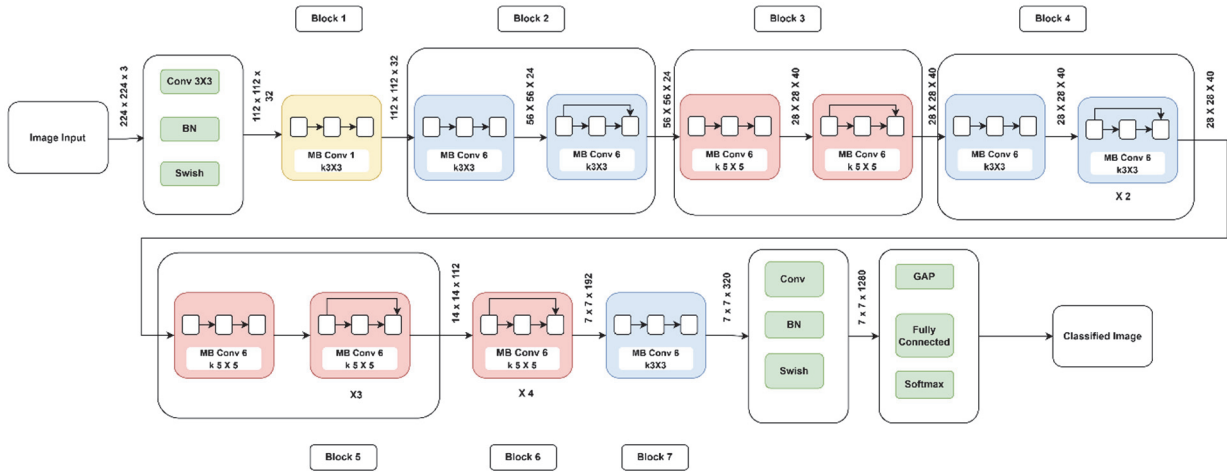 Block 1
Block 2
Block 3
Block 4
Image Input
224 x 224 x 3
Conv 3X3
BN
Swish
112 x 112 x
32
MB Conv 1
k3X3
112 x 112 x 32
MB Conv 6
k3X3
56 X 56 X 24
MB Conv 6
k3X3
56 X 56 X 24
MB Conv 6
k 5 X 5
28 X 28 X 40
MB Conv 6
k 5 X 5
28 X 28 X 40
MB Conv 6
k3X3
28 X 28 X 40
MB Conv 6
k3X3
X 2
28 X 28 X 40
MB Conv 6
k 5 X 5
MB Conv 6
k 5 X 5
X3
14 x 14 x 112
MB Conv 6
k 5 X 5
X 4
7 x 7 x 192
MB Conv 6
k3X3
7 x 7 x 320
Conv
BN
Swish
7 x 7 x 1280
GAP
Fully
Connected
Softmax
Classified Image
Block 5
Block 6
Block 7